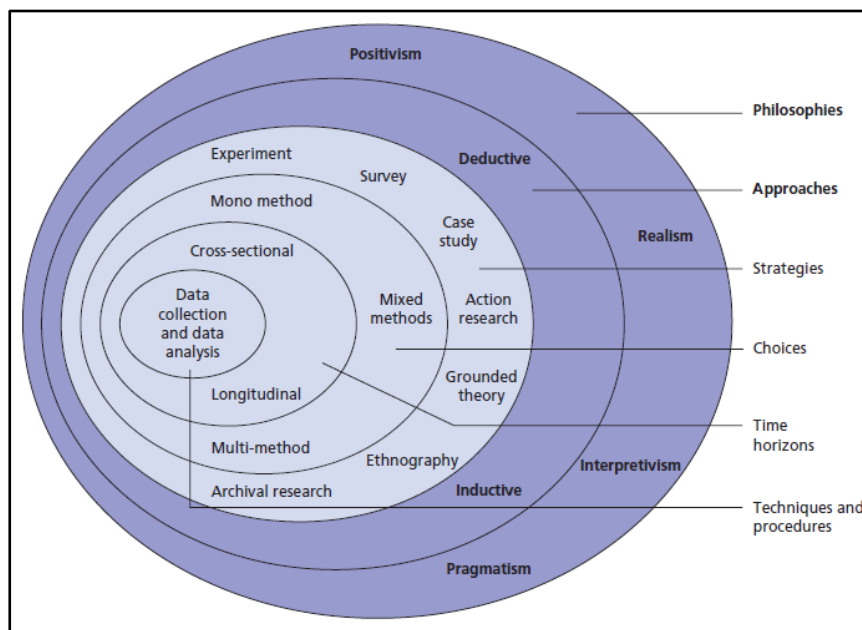 Positivism
Philosophies
Experiment
Deductive
Survey
Approaches
Mono method
Case
study
Realism
Cross-sectional
Strategies
Data
collection
and data
analysis
Mixed
methods
Action
research
Choices
Grounded
theory
Longitudinal
Time
horizons
Multi-method
Ethnography
Interpretivism
Archival research
Inductive
Techniques and
procedures
Pragmatism